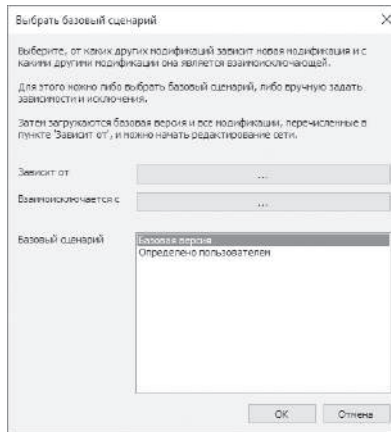 Выбрать базовый сценарий
Выберите, от каких других модификаций зависит новая модификация и с
какими другими модификации она является взаимоисключающей.
Для этого можно либо выбрать базовый сценарий, либо вручную задать
зависимости и исключения.
Затем загружаются базовая версия и все модификации, перечисленные в
пункте 'Зависит от', и можно начать редактирование сети.
Зависит от
...
Взаимоисключается с
...
Базовый сценарий
Базовая версия
Определено пользователем
OK
Отмена